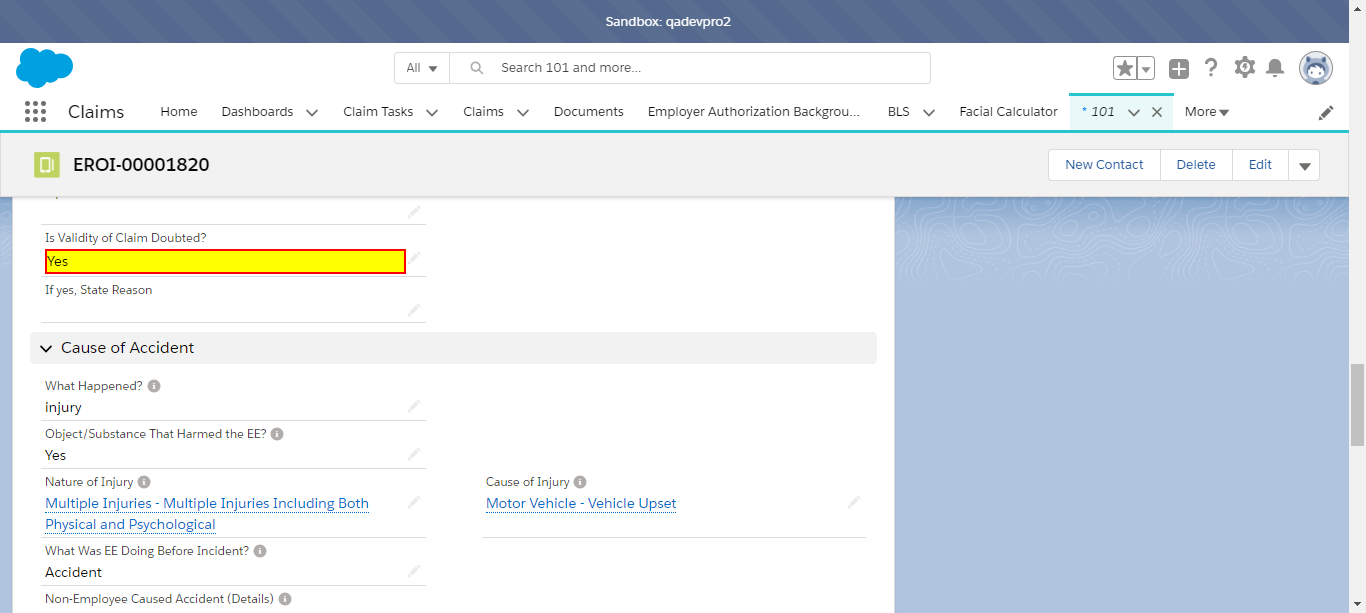 Sandbox: qadevpro2
All
Search 101 and more...
Claims
Home
Dashboards
Claim Tasks
Claims
Documents
Employer Authorization Backgrou...
BLS
Facial Calculator
* 101
More
EROI-00001820
New Contact
Delete
Edit
Is Validity of Claim Doubted?
Yes
If yes, State Reason
Cause of Accident
What Happened?
injury
Object/Substance That Harmed the EE?
Yes
Nature of Injury
Cause of Injury
Multiple Injuries - Multiple Injuries Including Both
Physical and Psychological
Motor Vehicle - Vehicle Upset
What Was EE Doing Before Incident?
Accident
Non-Employee Caused Accident (Details)